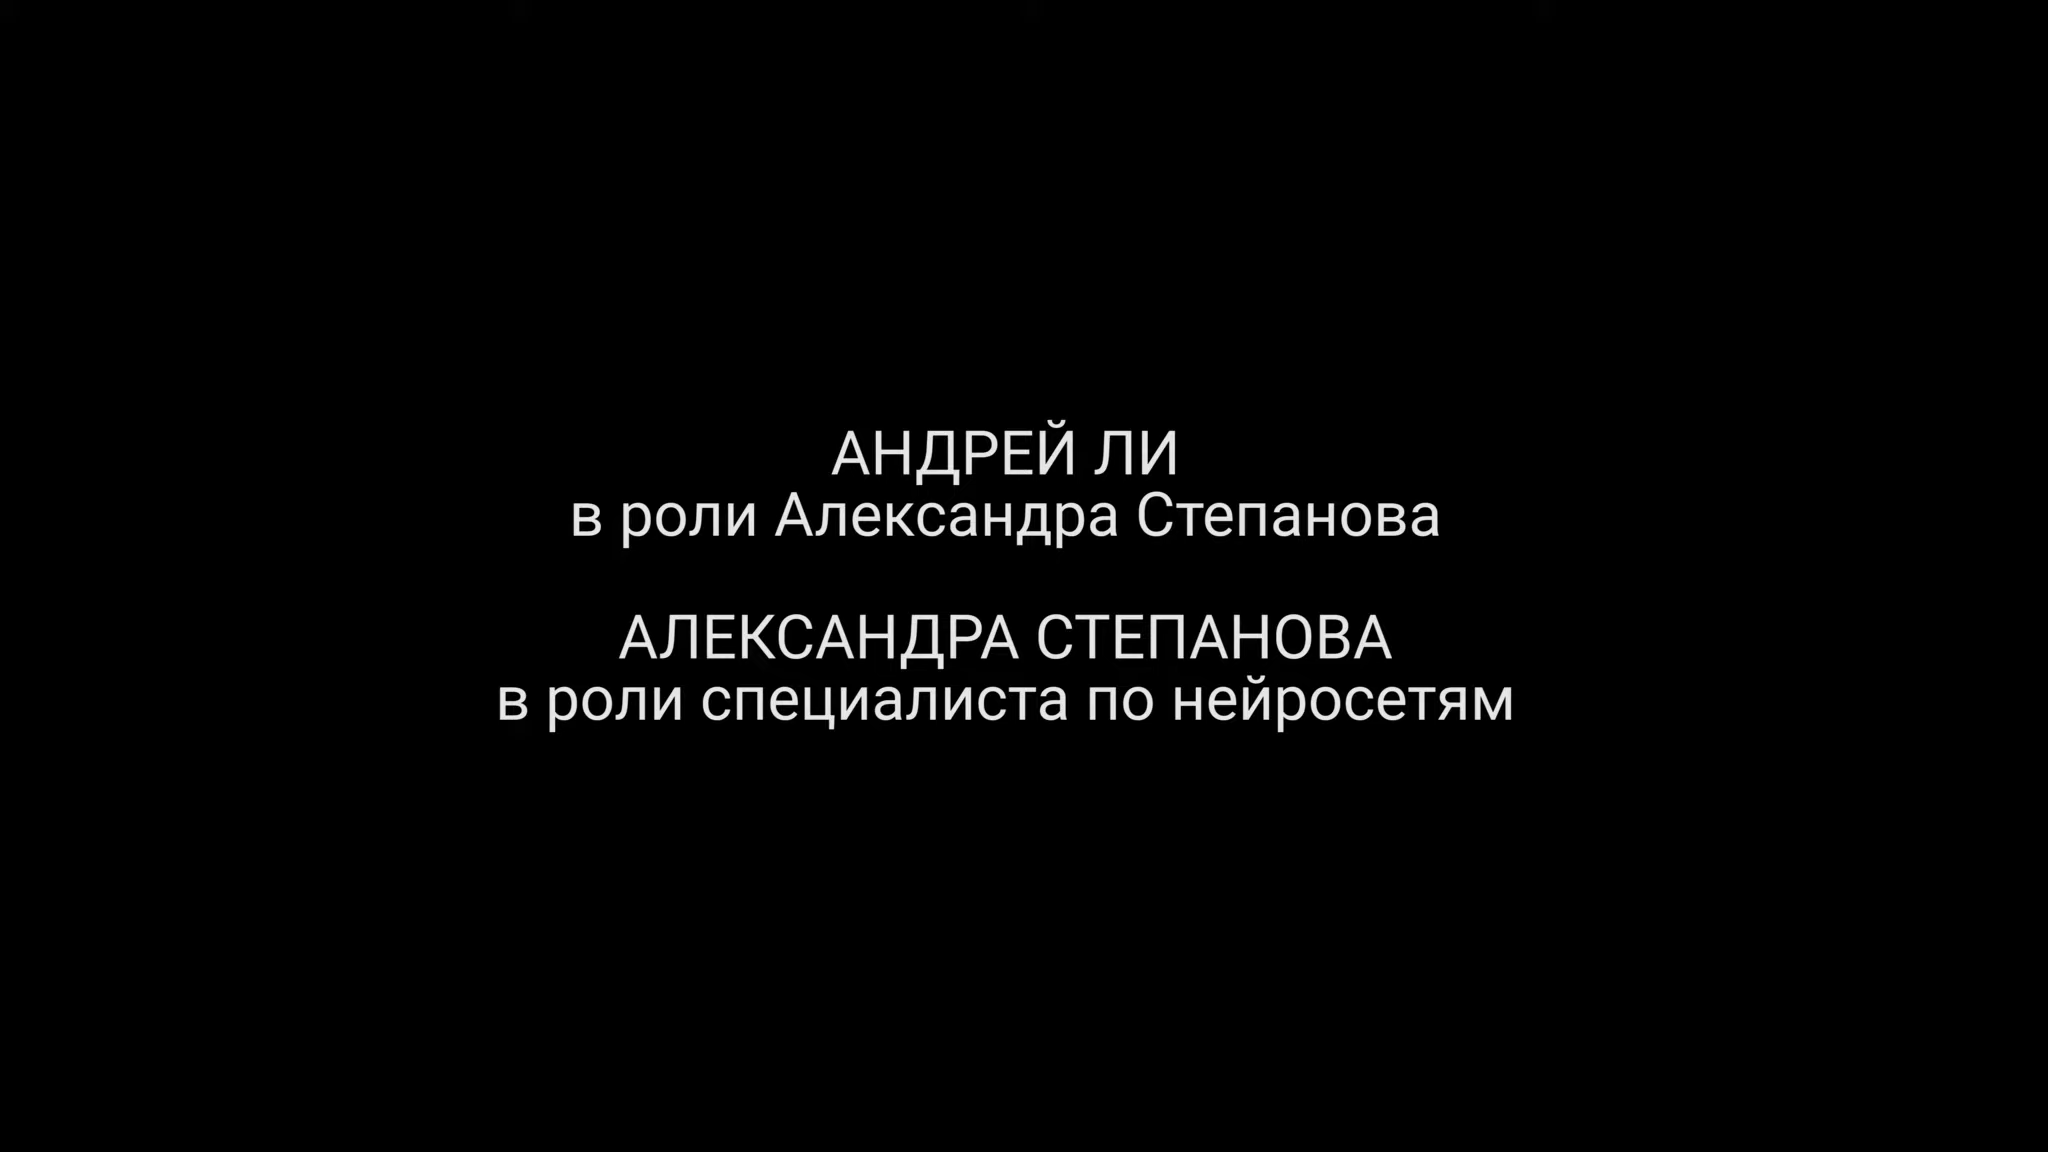 АНДРЕЙ ЛИ
в роли Александра Степанова
АЛЕКСАНДРА СТЕПАНОВА
в роли специалиста по нейросетям